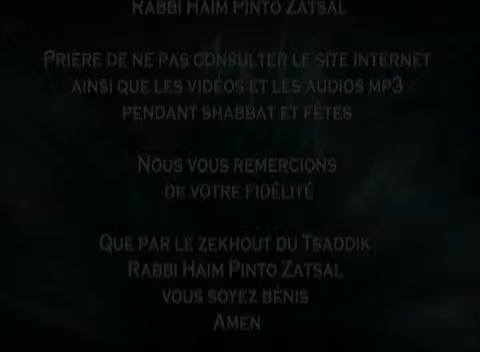 Rabbi Haim Pinto Zatsal
Prière de ne pas consulter le site internet
ainsi que les vidéos et les audios mp3
pendant shabbat et fêtes
Nous vous remercions
de votre fidélité
Que par le zekhout du Tsaddik
Rabbi Haim Pinto Zatsal
vous soyez bénis
Amen